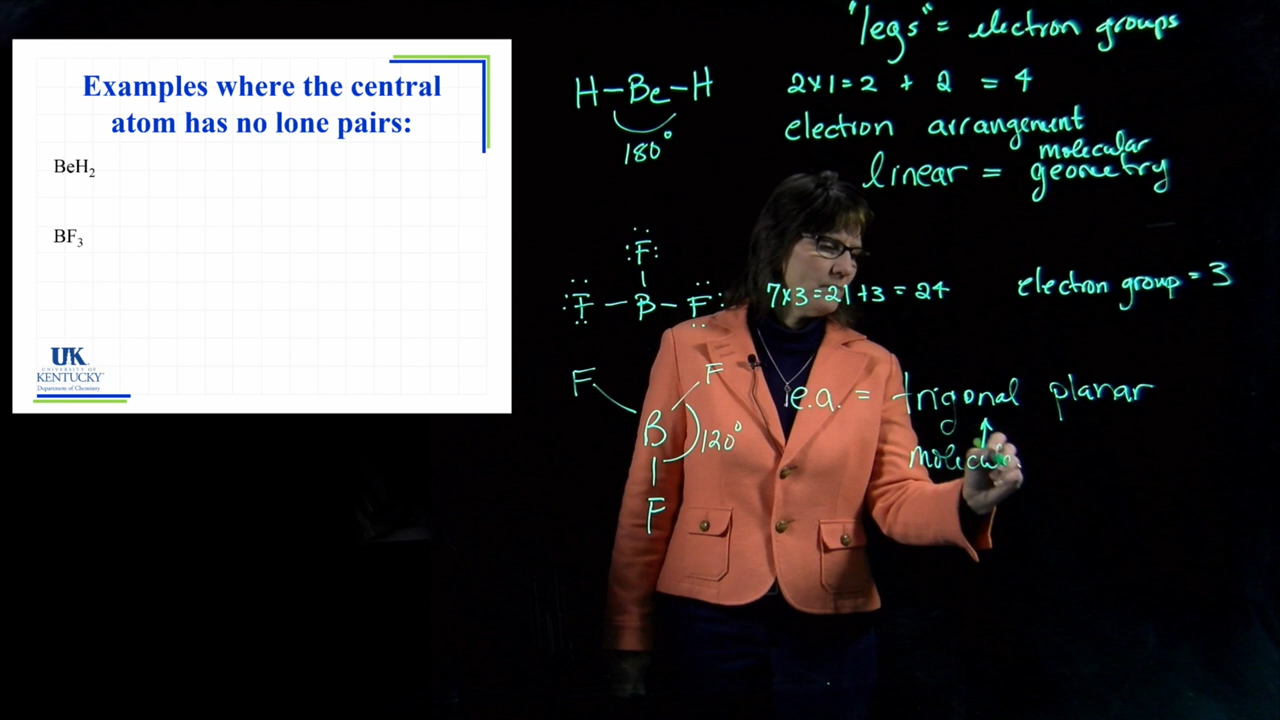 Examples where the central
atom has no lone pairs:
BeH₂
BF₃
UK
UNIVERSITY OF
KENTUCKY
Department of Chemistry
"legs" = electron groups
H–Be–H
180°
2x1=2 + 2 = 4
electron arrangement
molecular
linear = geometry
:F:
:F – B – F:
7x3=21+3=24
electron group = 3
F F
B
120°
F
e.a. = trigonal planar
↑
molecula